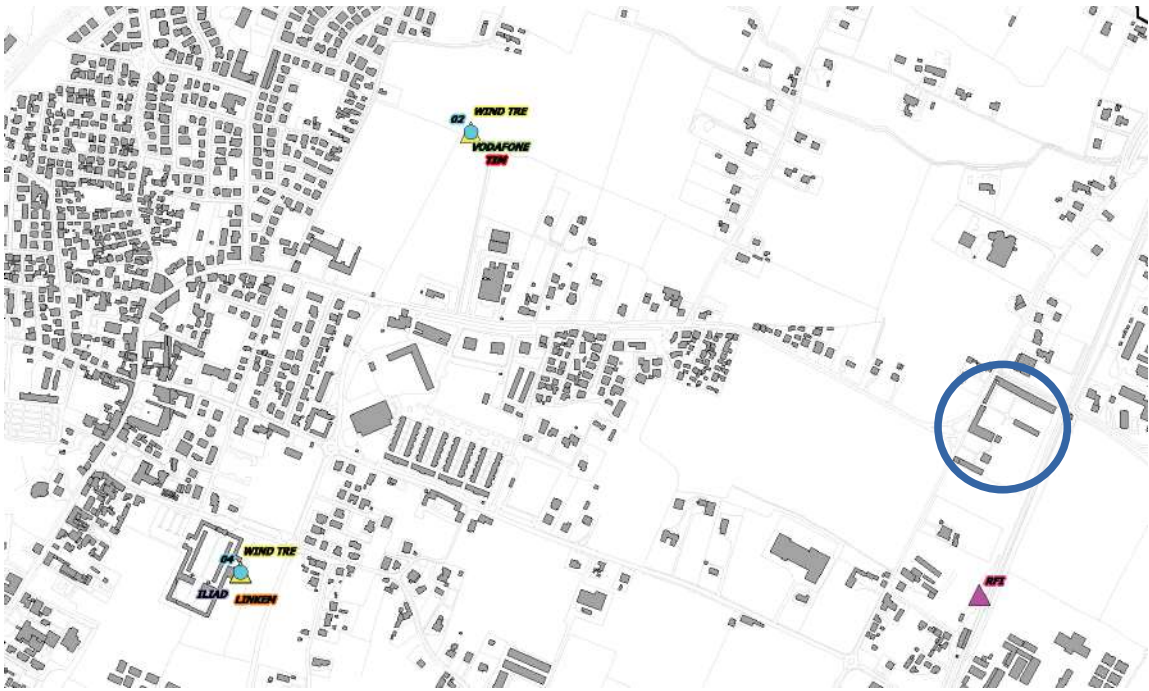 02 WIND TRE
VODAFONE
TIM
04 WIND TRE
ILIAD LINKEM
RFI